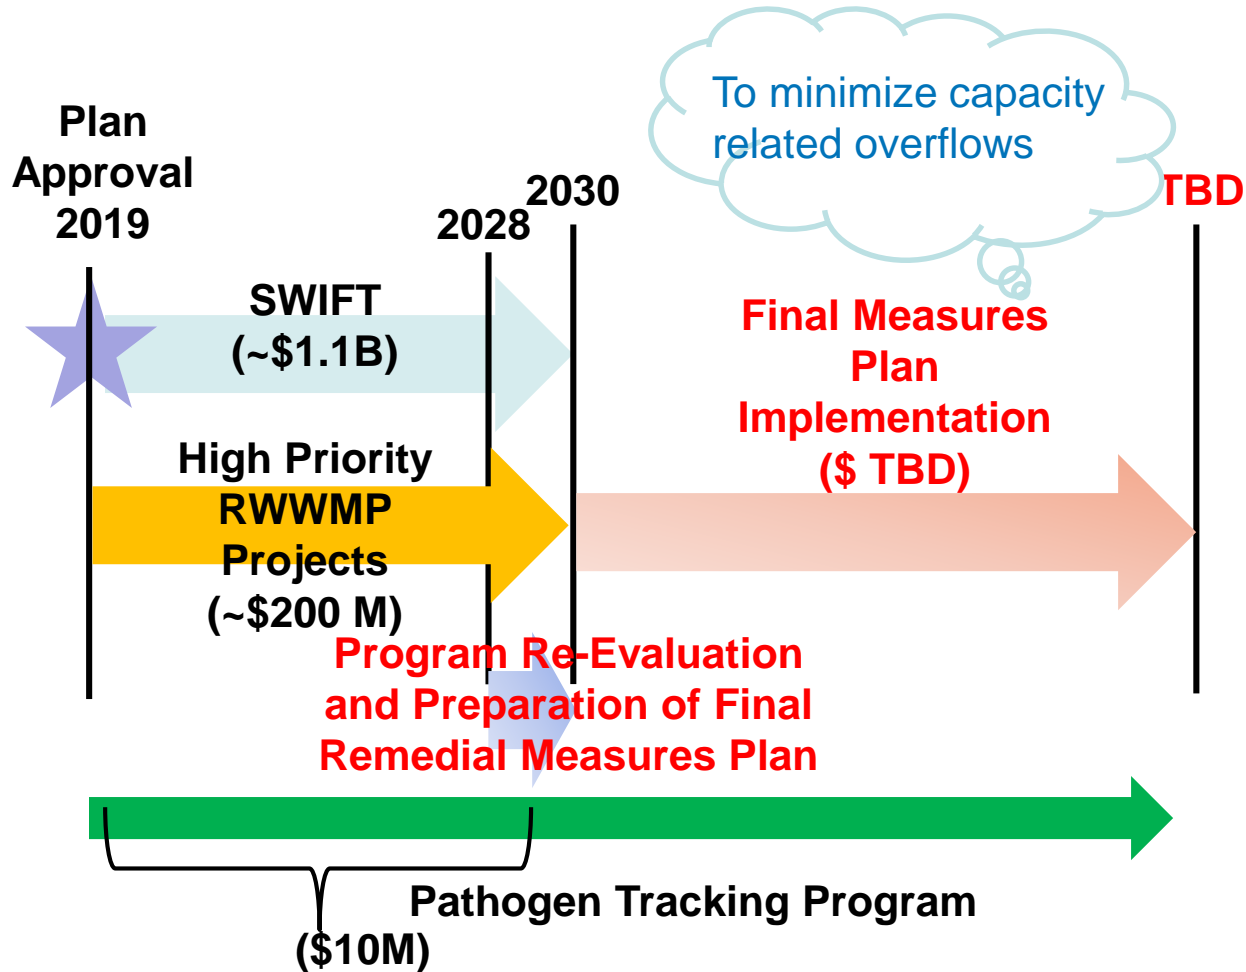 Plan
Approval
2019
2028
2030
To minimize capacity
related overflows
TBD
SWIFT
(~$1.1B)
High Priority
RWWMP
Projects
(~$200 M)
Final Measures
Plan
Implementation
($ TBD)
Program Re-Evaluation
and Preparation of Final
Remedial Measures Plan
Pathogen Tracking Program
($10M)